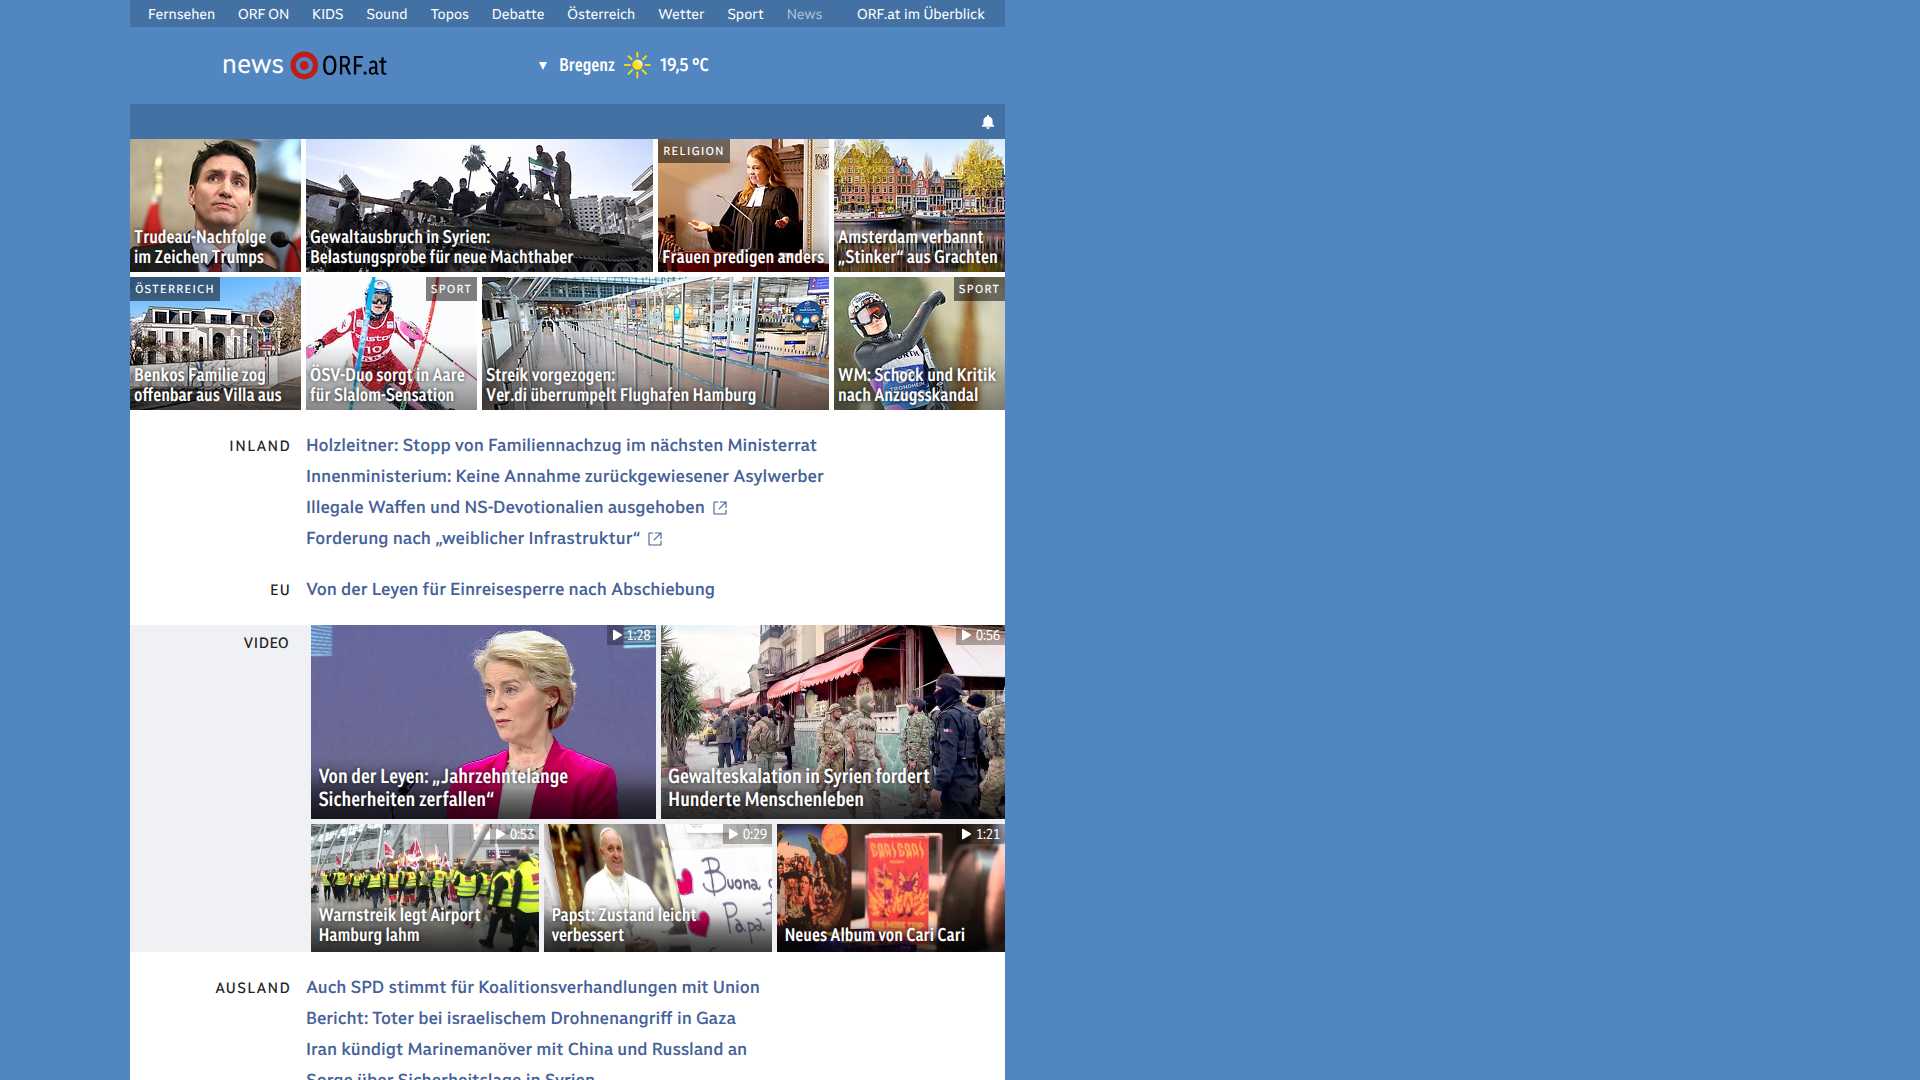 Fernsehen ORF ON KIDS Sound Topos Debatte Österreich Wetter Sport News ORF.at im Überblick
news ORF.at
▼ Bregenz 19,5 °C
Trudeau-Nachfolge
im Zeichen Trumps
Gewaltausbruch in Syrien:
Belastungsprobe für neue Machthaber
RELIGION
Frauen predigen anders
Amsterdam verbannt
„Stinker“ aus Grachten
ÖSTERREICH
Benkos Familie zog
offenbar aus Villa aus
SPORT
ÖSV-Duo sorgt in Aare
für Slalom-Sensation
Streik vorgezogen:
Ver.di überrumpelt Flughafen Hamburg
SPORT
WM: Schock und Kritik
nach Anzugsskandal
INLAND
Holzleitner: Stopp von Familiennachzug im nächsten Ministerrat
Innenministerium: Keine Annahme zurückgewiesener Asylwerber
Illegale Waffen und NS-Devotionalien ausgehoben
Forderung nach „weiblicher Infrastruktur“
EU
Von der Leyen für Einreisesperre nach Abschiebung
VIDEO
1:28
Von der Leyen: „Jahrzehntelange
Sicherheiten zerfallen“
0:56
Gewalteskalation in Syrien fordert
Hunderte Menschenleben
0:53
Warnstreik legt Airport
Hamburg lahm
0:29
Buona
Papa
Papst: Zustand leicht
verbessert
1:21
Neues Album von Cari Cari
AUSLAND
Auch SPD stimmt für Koalitionsverhandlungen mit Union
Bericht: Toter bei israelischem Drohnenangriff in Gaza
Iran kündigt Marinemanöver mit China und Russland an
Sorge über Sicherheitslage in Syrien